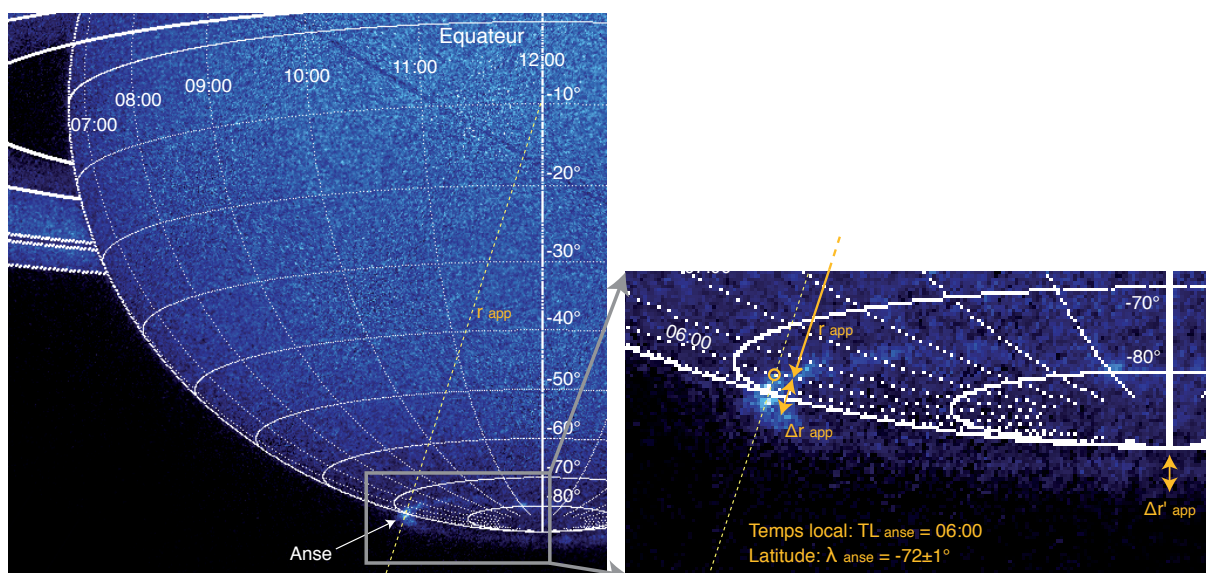 Equateur
12:00
11:00
10:00
09:00
08:00
07:00
-10°
-20°
-30°
-40°
-50°
-60°
-70°
-80°
r app
Anse
06:00
-70°
-80°
r app
Δr app
Δr' app
Temps local: TL anse = 06:00
Latitude: λ anse = -72±1°